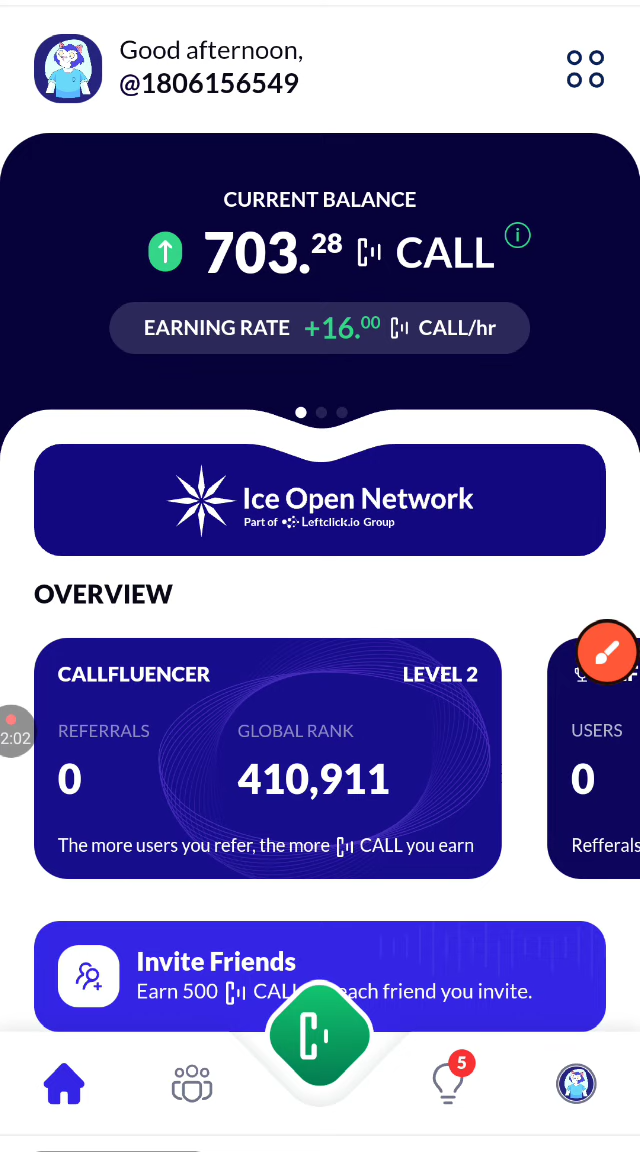 Good afternoon,
@1806156549
CURRENT BALANCE
703.28 CALL
EARNING RATE +16.00 CALL/hr
Ice Open Network
Part of Leftclick.io Group
OVERVIEW
CALLFLUENCER LEVEL 2
REFERRALS GLOBAL RANK
0 410,911
The more users you refer, the more CALL you earn
USERS
0
Refferals
2:02
Invite Friends
Earn 500 CALL each friend you invite.
5